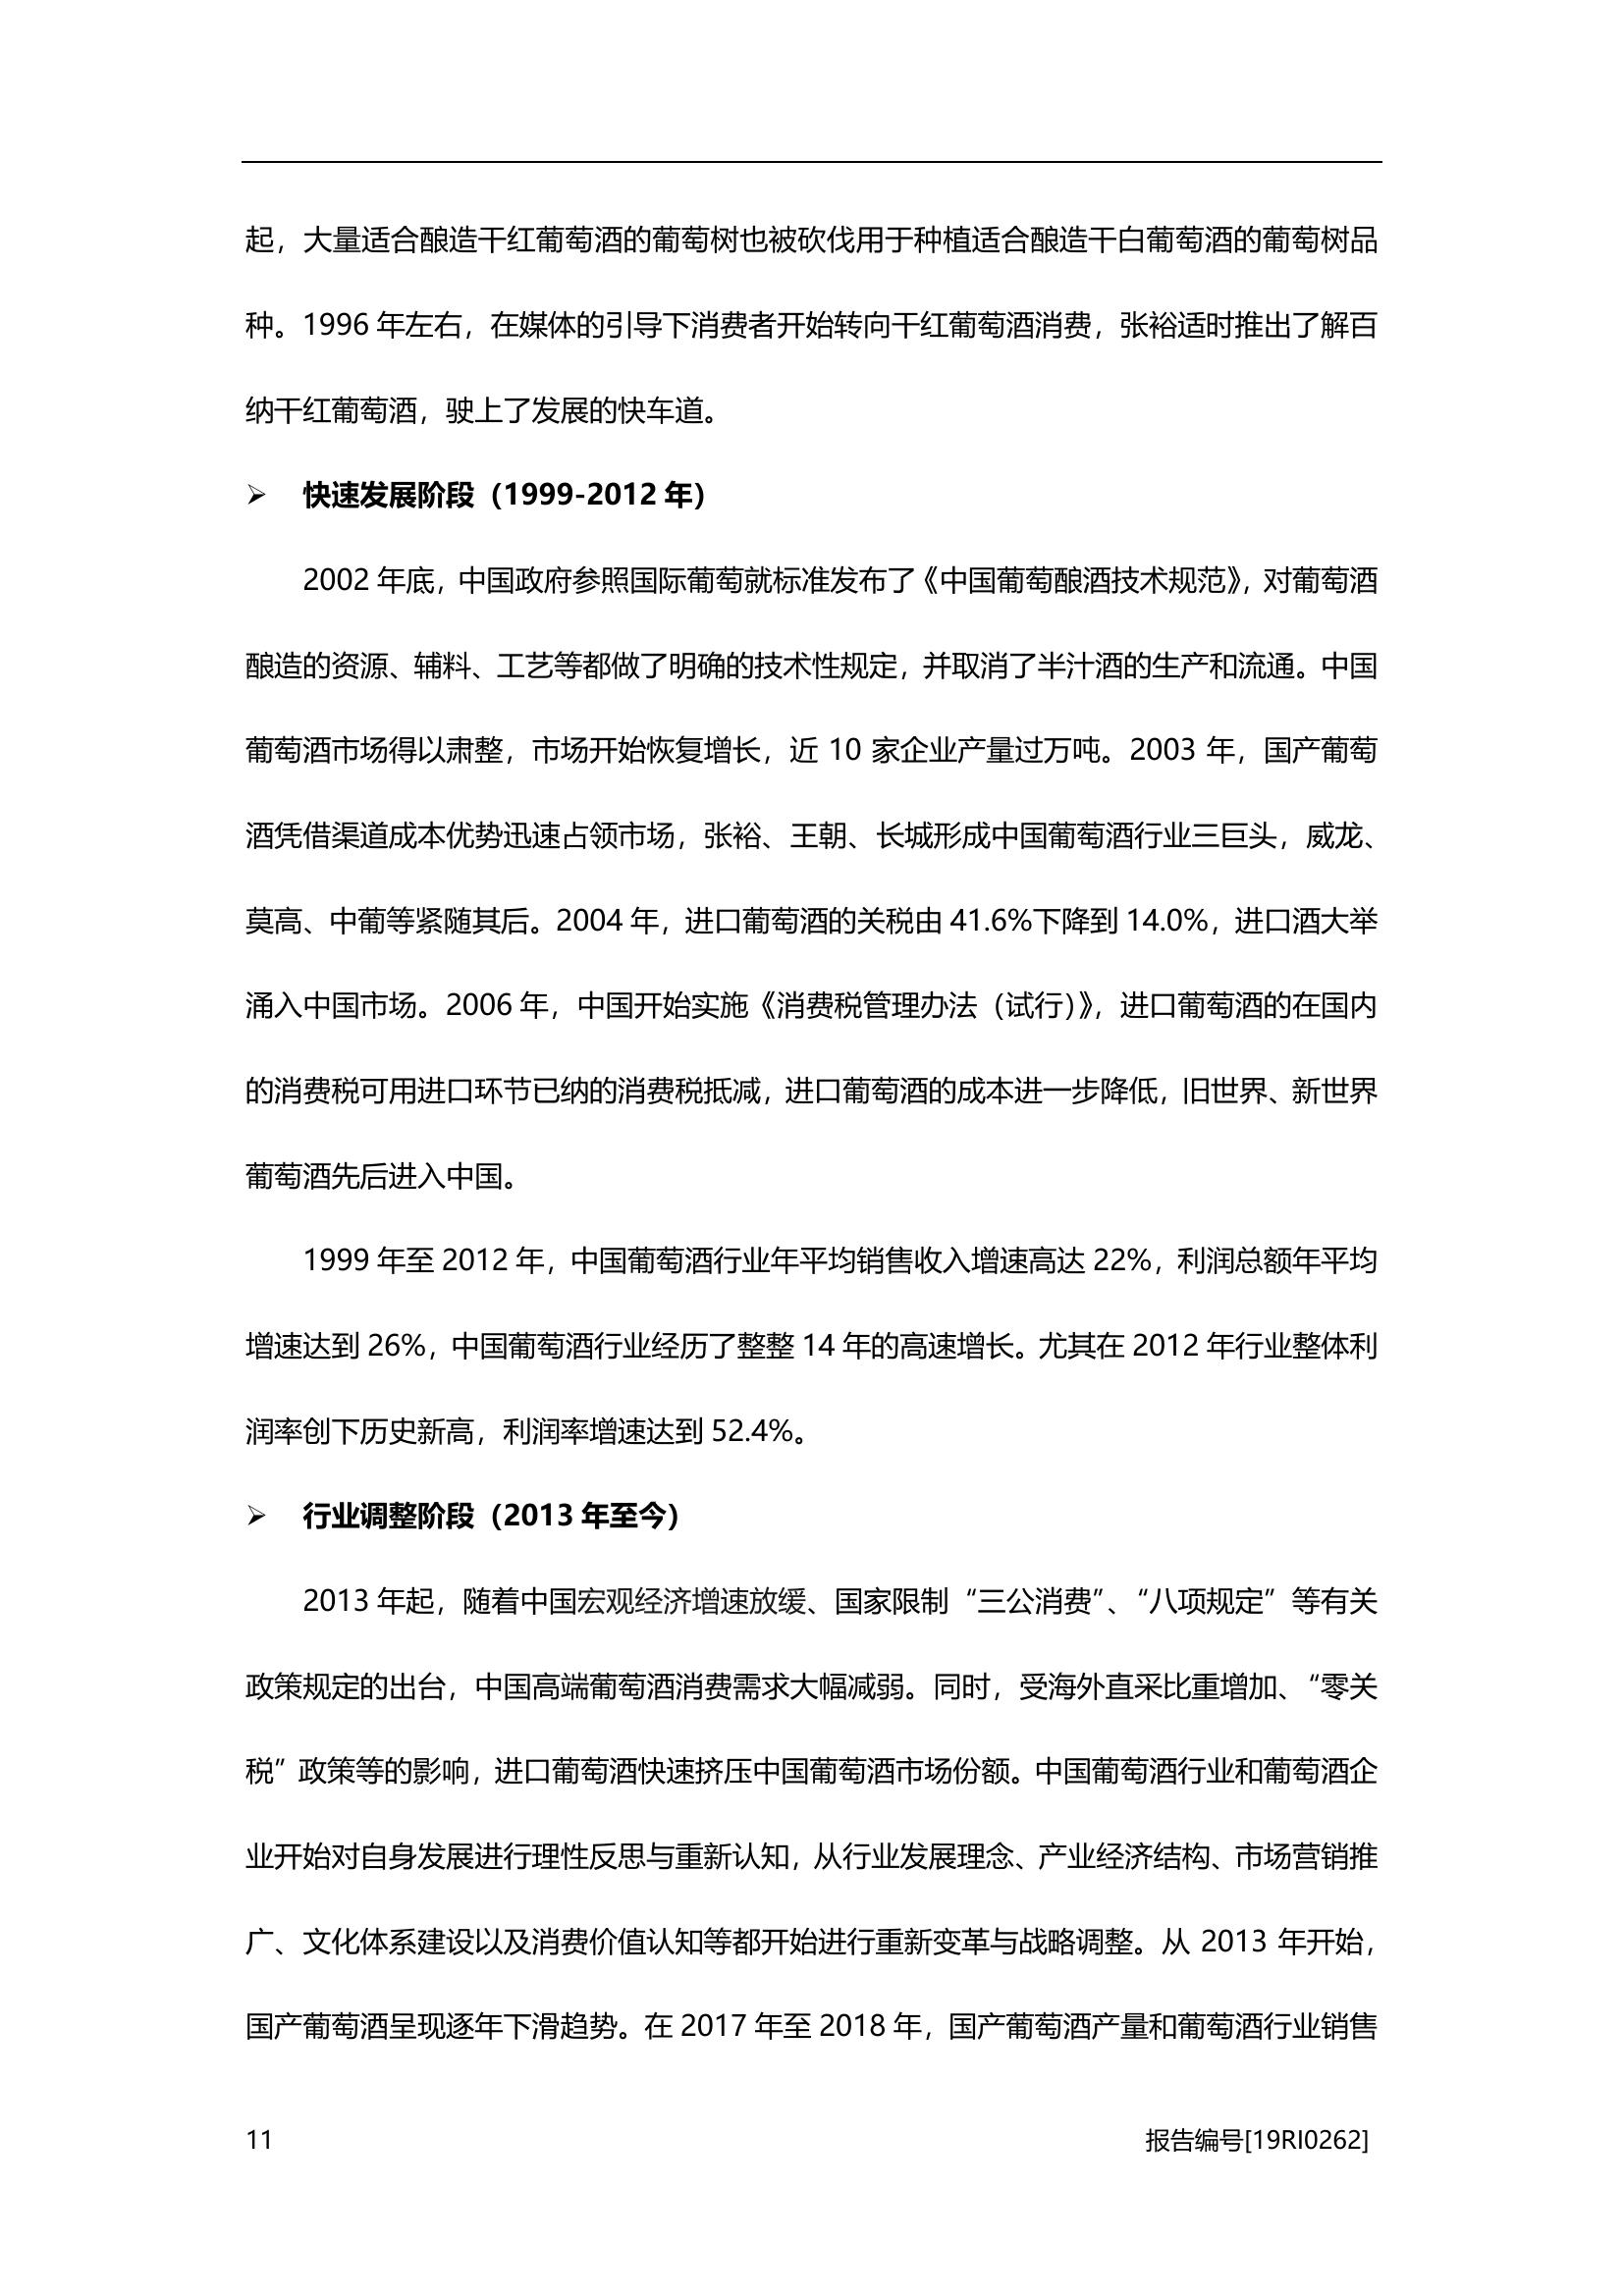 起，大量适合酿造干红葡萄酒的葡萄树也被砍伐用于种植适合酿造干白葡萄酒的葡萄树品
种。1996 年左右，在媒体的引导下消费者开始转向干红葡萄酒消费，张裕适时推出了解百
纳干红葡萄酒，驶上了发展的快车道。
➢ 快速发展阶段（1999-2012 年）
2002 年底，中国政府参照国际葡萄就标准发布了《中国葡萄酿酒技术规范》，对葡萄酒
酿造的资源、辅料、工艺等都做了明确的技术性规定，并取消了半汁酒的生产和流通。中国
葡萄酒市场得以肃整，市场开始恢复增长，近 10 家企业产量过万吨。2003 年，国产葡萄
酒凭借渠道成本优势迅速占领市场，张裕、王朝、长城形成中国葡萄酒行业三巨头，威龙、
莫高、中葡等紧随其后。2004 年，进口葡萄酒的关税由 41.6%下降到 14.0%，进口酒大举
涌入中国市场。2006 年，中国开始实施《消费税管理办法（试行）》，进口葡萄酒的在国内
的消费税可用进口环节已纳的消费税抵减，进口葡萄酒的成本进一步降低，旧世界、新世界
葡萄酒先后进入中国。
1999 年至 2012 年，中国葡萄酒行业年平均销售收入增速高达 22%，利润总额年平均
增速达到 26%，中国葡萄酒行业经历了整整 14 年的高速增长。尤其在 2012 年行业整体利
润率创下历史新高，利润率增速达到 52.4%。
➢ 行业调整阶段（2013 年至今）
2013 年起，随着中国宏观经济增速放缓、国家限制“三公消费”、“八项规定”等有关
政策规定的出台，中国高端葡萄酒消费需求大幅减弱。同时，受海外直采比重增加、“零关
税”政策等的影响，进口葡萄酒快速挤压中国葡萄酒市场份额。中国葡萄酒行业和葡萄酒企
业开始对自身发展进行理性反思与重新认知，从行业发展理念、产业经济结构、市场营销推
广、文化体系建设以及消费价值认知等都开始进行重新变革与战略调整。从 2013 年开始，
国产葡萄酒呈现逐年下滑趋势。在 2017 年至 2018 年，国产葡萄酒产量和葡萄酒行业销售
11 报告编号[19RI0262]